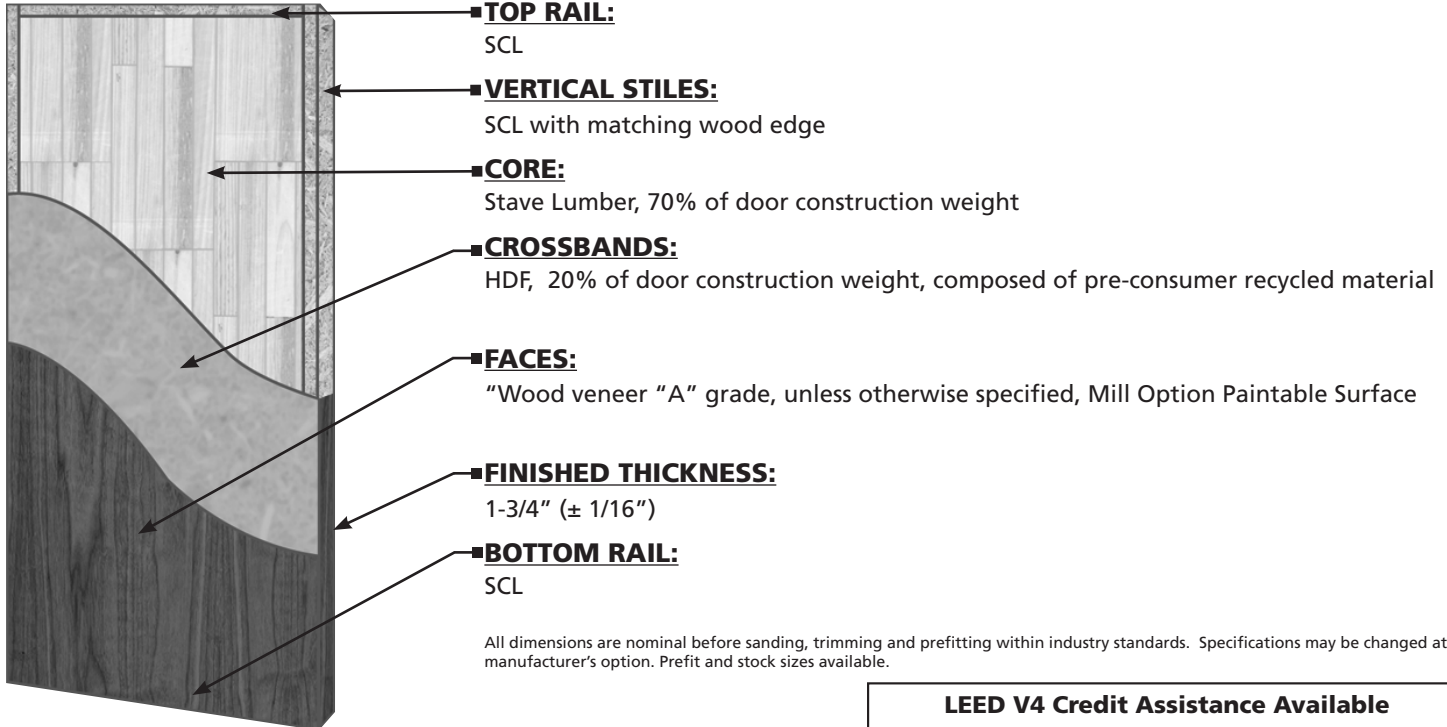 TOP RAIL:
SCL
VERTICAL STILES:
SCL with matching wood edge
CORE:
Stave Lumber, 70% of door construction weight
CROSSBANDS:
HDF,  20% of door construction weight, composed of pre-consumer recycled material
FACES:
“Wood veneer “A” grade, unless otherwise specified, Mill Option Paintable Surface
FINISHED THICKNESS:
1-3/4” (± 1/16”)
BOTTOM RAIL:
SCL
All dimensions are nominal before sanding, trimming and prefitting within industry standards.  Specifications may be changed at
manufacturer’s option. Prefit and stock sizes available.
LEED V4 Credit Assistance Available